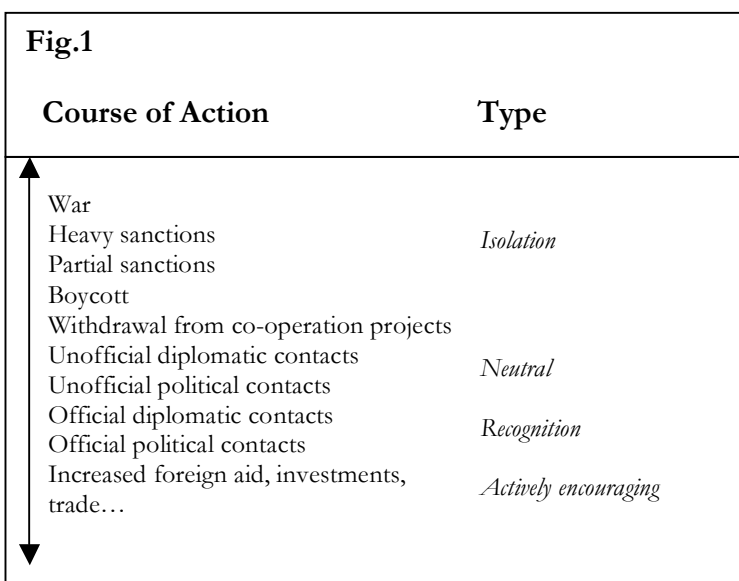 Fig.1
Course of Action Type
War
Heavy sanctions
Isolation
Partial sanctions
Boycott
Withdrawal from co-operation projects
Unofficial diplomatic contacts
Neutral
Unofficial political contacts
Official diplomatic contacts
Recognition
Official political contacts
Increased foreign aid, investments,
Actively encouraging
trade…